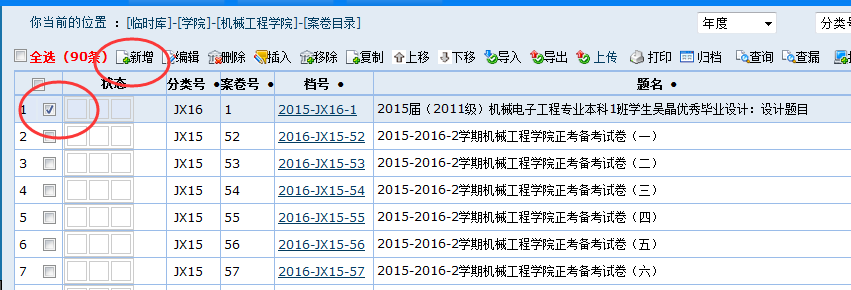 你当前的位置 ：[临时库]-[学院]-[机械工程学院]-[案卷目录] 年度 分类号
全选（90条） 新增 编辑 删除 插入 移除 复制 上移 下移 导入 导出 上传 打印 归档 查询 查漏
状态 分类号 案卷号 档号 题名
1 JX16 1 2015-JX16-1 2015届（2011级）机械电子工程专业本科1班学生吴晶优秀毕业设计：设计题目
2 JX15 52 2016-JX15-52 2015-2016-2学期机械工程学院正考备考试卷（一）
3 JX15 53 2016-JX15-53 2015-2016-2学期机械工程学院正考备考试卷（二）
4 JX15 54 2016-JX15-54 2015-2016-2学期机械工程学院正考备考试卷（三）
5 JX15 55 2016-JX15-55 2015-2016-2学期机械工程学院正考备考试卷（四）
6 JX15 56 2016-JX15-56 2015-2016-2学期机械工程学院正考备考试卷（五）
7 JX15 57 2016-JX15-57 2015-2016-2学期机械工程学院正考备考试卷（六）